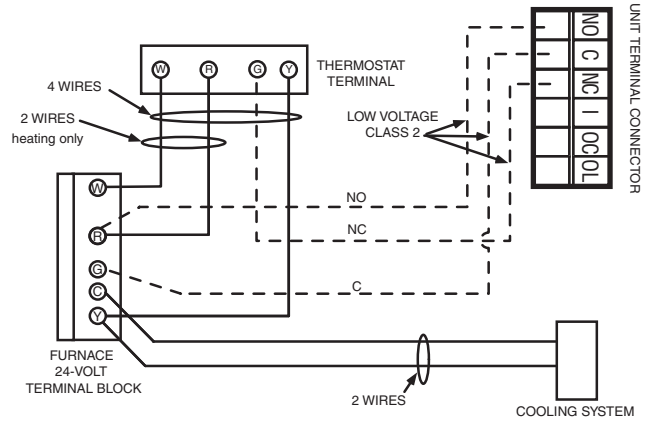 W R G Y
THERMOSTAT
TERMINAL
4 WIRES
2 WIRES
heating only
LOW VOLTAGE
CLASS 2
NO
C
NC
I
OC
OL
UNIT TERMINAL CONNECTOR
W
R
G
C
Y
NO
NC
C
FURNACE
24-VOLT
TERMINAL BLOCK
2 WIRES
COOLING SYSTEM